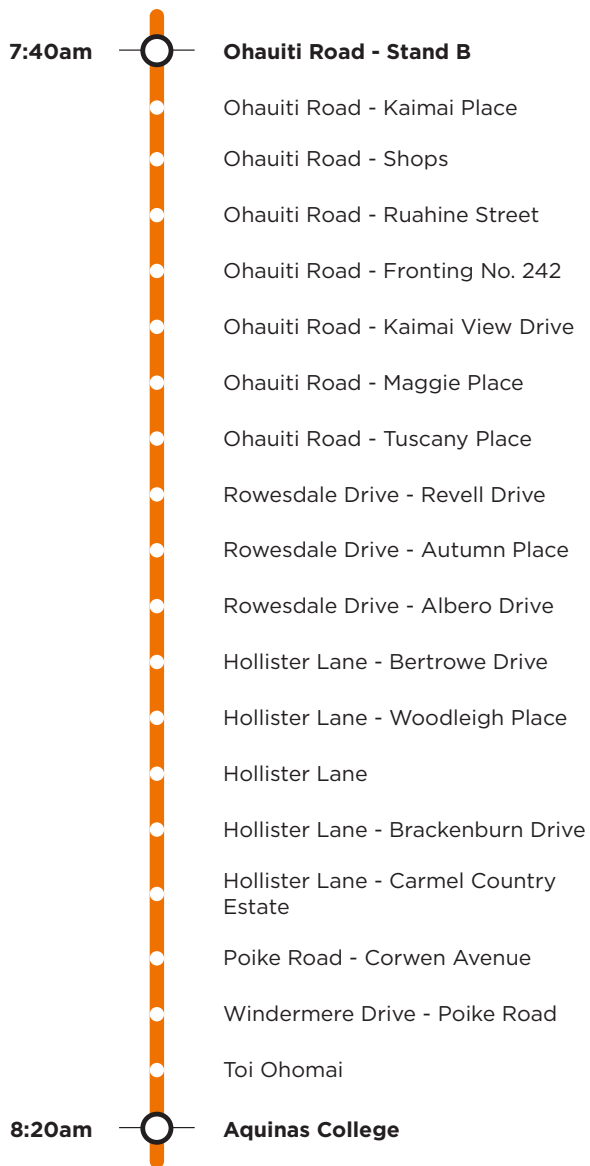 7:40am Ohauiti Road - Stand B
Ohauiti Road - Kaimai Place
Ohauiti Road - Shops
Ohauiti Road - Ruahine Street
Ohauiti Road - Fronting No. 242
Ohauiti Road - Kaimai View Drive
Ohauiti Road - Maggie Place
Ohauiti Road - Tuscany Place
Rowesdale Drive - Revell Drive
Rowesdale Drive - Autumn Place
Rowesdale Drive - Albero Drive
Hollister Lane - Bertrowe Drive
Hollister Lane - Woodleigh Place
Hollister Lane
Hollister Lane - Brackenburn Drive
Hollister Lane - Carmel Country
Estate
Poike Road - Corwen Avenue
Windermere Drive - Poike Road
Toi Ohomai
8:20am Aquinas College